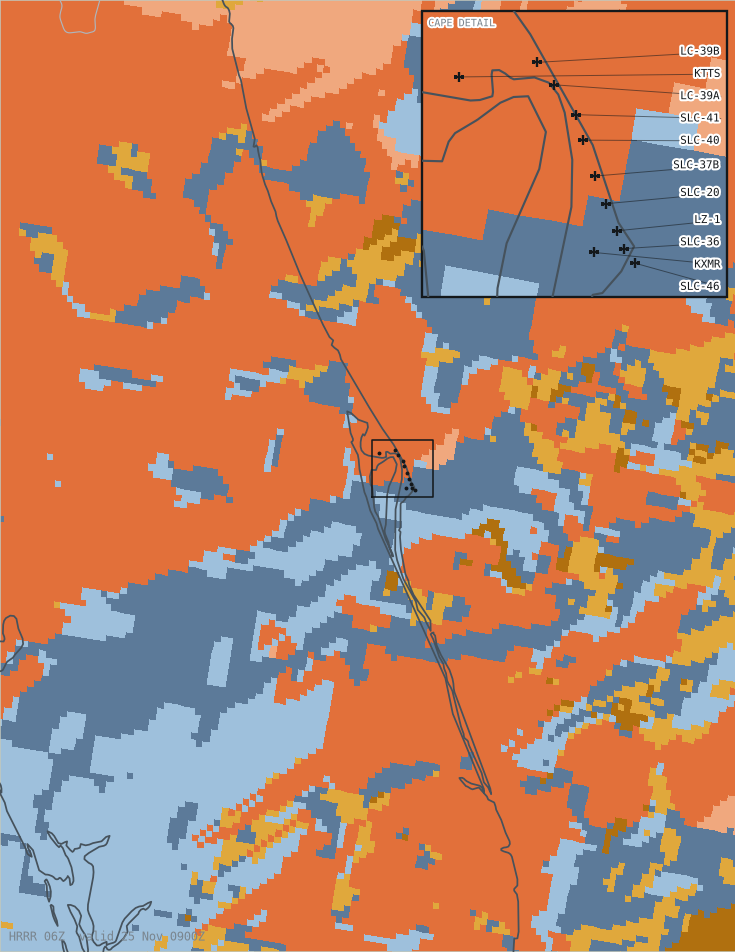 CAPE DETAIL
LC-39B
KTTS
LC-39A
SLC-41
SLC-40
SLC-37B
SLC-20
LZ-1
SLC-36
KXMR
SLC-46
HRRR 06Z  valid 25 Nov 0900Z